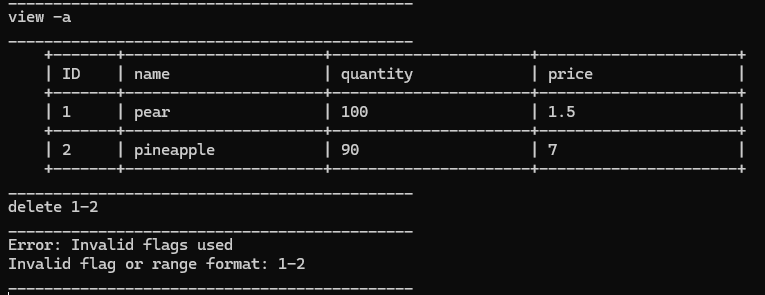 view -a
ID name quantity price
1 pear 100 1.5
2 pineapple 90 7
delete 1-2
Error: Invalid flags used
Invalid flag or range format: 1-2